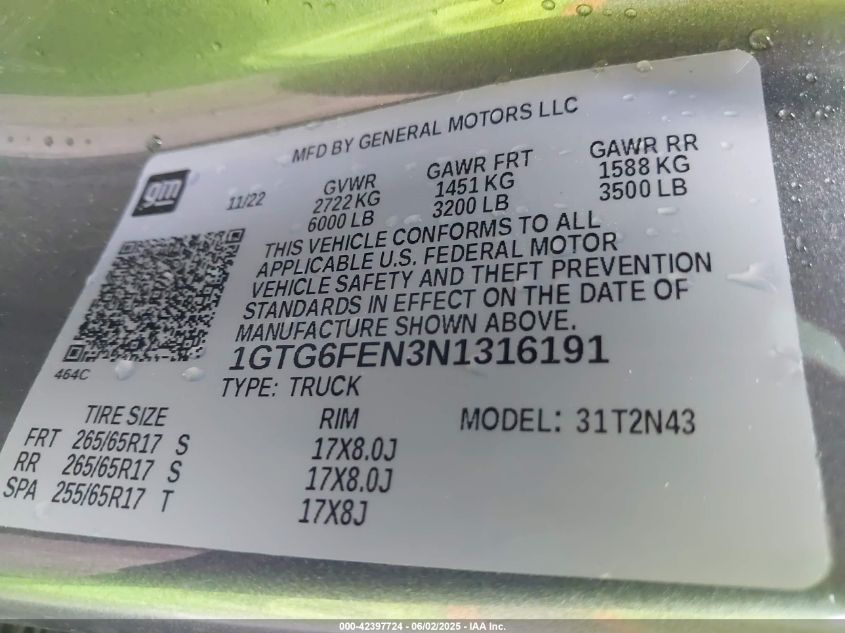 MFD BY GENERAL MOTORS LLC
gm
11/22
GVWR
2722 KG
6000 LB
GAWR FRT
1451 KG
3200 LB
GAWR RR
1588 KG
3500 LB
THIS VEHICLE CONFORMS TO ALL
APPLICABLE U.S. FEDERAL MOTOR
VEHICLE SAFETY AND THEFT PREVENTION
STANDARDS IN EFFECT ON THE DATE OF
MANUFACTURE SHOWN ABOVE.
464C
1GTG6FEN3N1316191
TYPE: TRUCK
TIRE SIZE RIM MODEL: 31T2N43
FRT 265/65R17 S 17X8.0J
RR 265/65R17 S 17X8.0J
SPA 255/65R17 T 17X8J
000-42397724 - 06/02/2025 - IAA Inc.